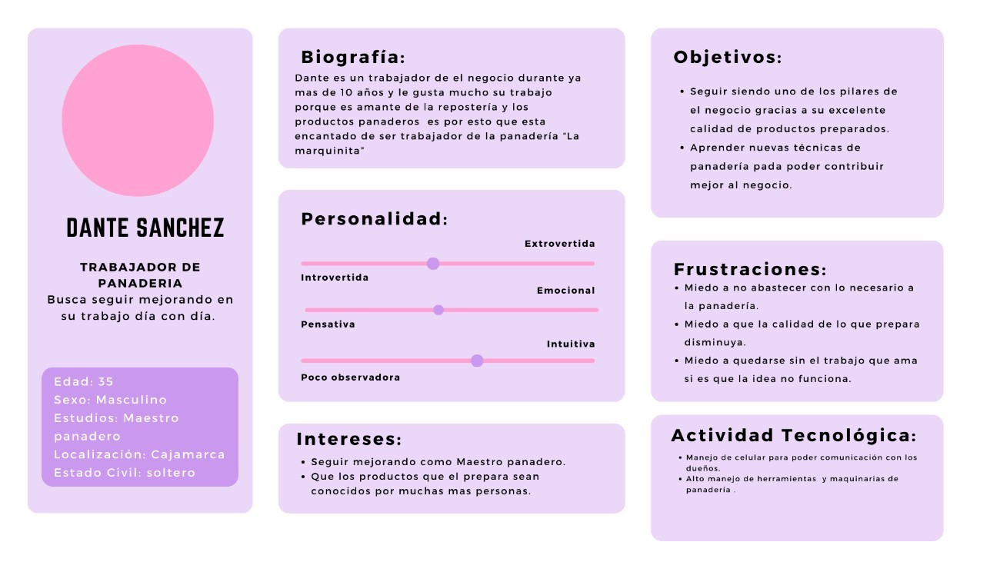 DANTE SANCHEZ
TRABAJADOR DE
PANADERIA
Busca seguir mejorando en
su trabajo día con día.
Edad: 35
Sexo: Masculino
Estudios: Maestro
panadero
Localización: Cajamarca
Estado Civil: soltero
Biografía:
Dante es un trabajador de el negocio durante ya
mas de 10 años y le gusta mucho su trabajo
porque es amante de la repostería y los
productos panaderos  es por esto que esta
encantado de ser trabajador de la panadería “La
marquinita”
Personalidad:
Extrovertida
Introvertida
Emocional
Pensativa
Intuitiva
Poco observadora
Intereses:
• Seguir mejorando como Maestro panadero.
• Que los productos que el prepara sean
conocidos por muchas mas personas.
Objetivos:
• Seguir siendo uno de los pilares de
el negocio gracias a su excelente
calidad de productos preparados.
• Aprender nuevas técnicas de
panadería pada poder contribuir
mejor al negocio.
Frustraciones:
• Miedo a no abastecer con lo necesario a
la panadería.
• Miedo a que la calidad de lo que prepara
disminuya.
• Miedo a quedarse sin el trabajo que ama
si es que la idea no funciona.
Actividad Tecnológica:
• Manejo de celular para poder comunicación con los
dueños.
• Alto manejo de herramientas  y maquinarias de
panadería .